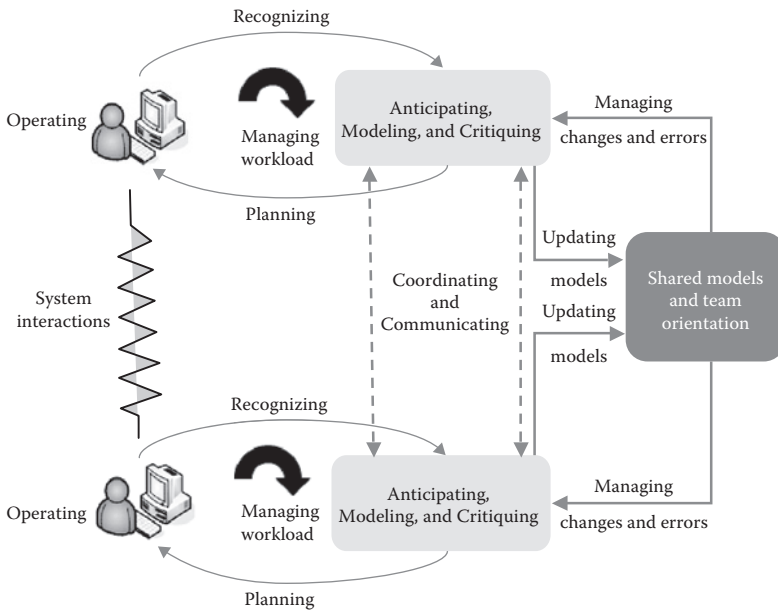 Recognizing
Operating
Managing
workload
Anticipating,
Modeling, and Critiquing
Managing
changes and errors
Planning
Updating
models
System
interactions
Coordinating
and
Communicating
Shared models
and team
orientation
Updating
models
Recognizing
Operating
Managing
workload
Anticipating,
Modeling, and Critiquing
Managing
changes and errors
Planning